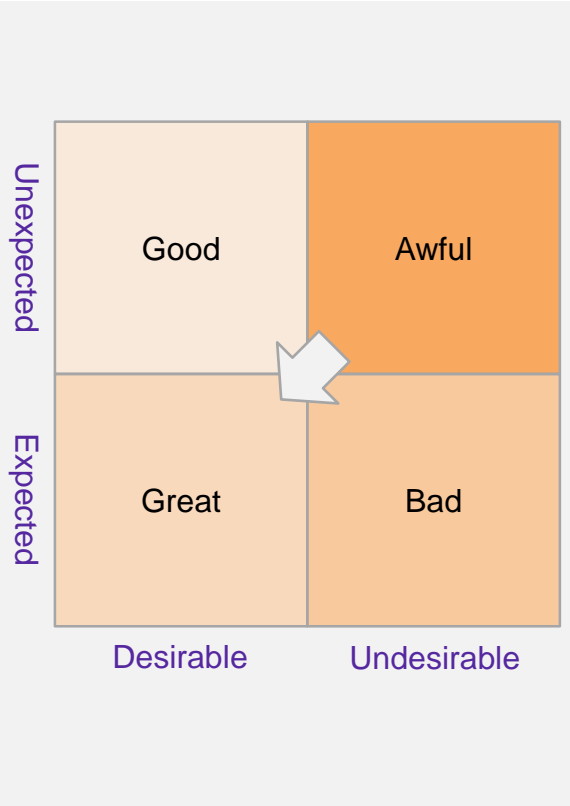 Unexpected
Good
Awful
Expected
Great
Bad
Desirable
Undesirable